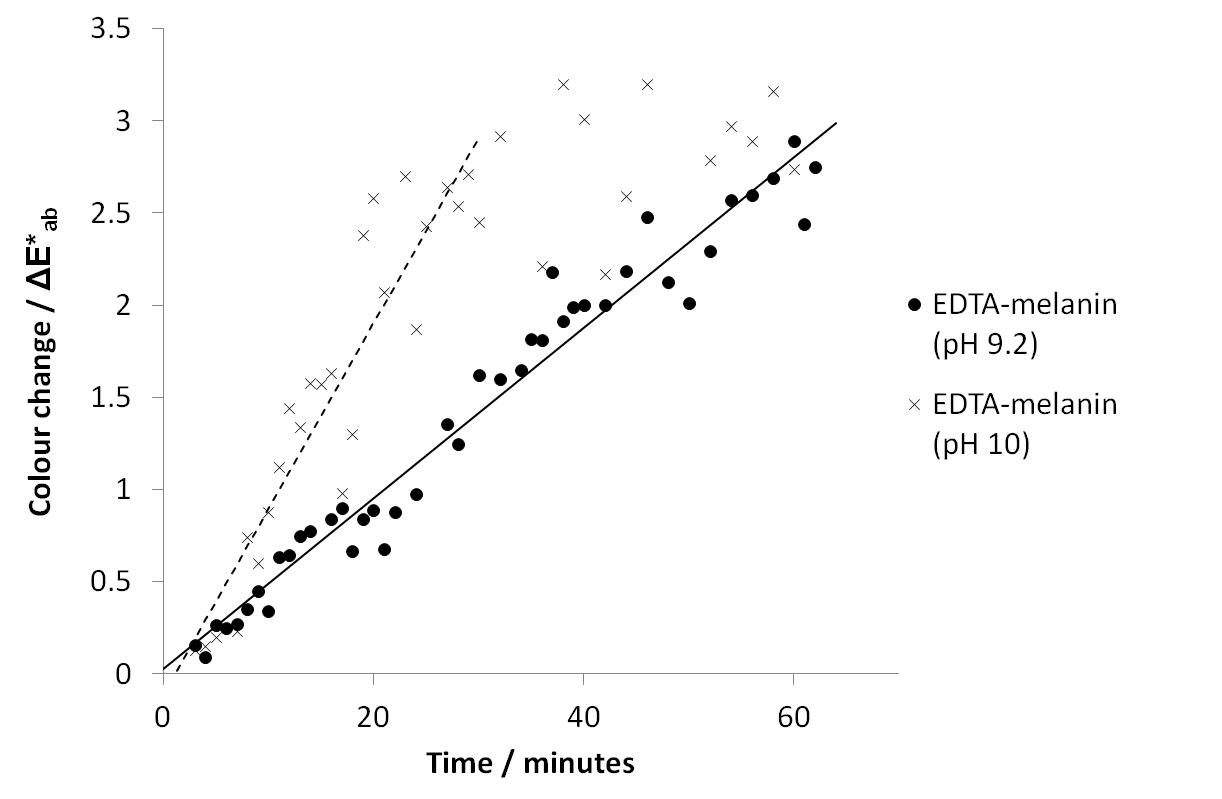 3.5
3
2.5
2
1.5
1
0.5
0
0 20 40 60
Colour change / ΔE*ab
Time / minutes
EDTA-melanin
(pH 9.2)
EDTA-melanin
(pH 10)